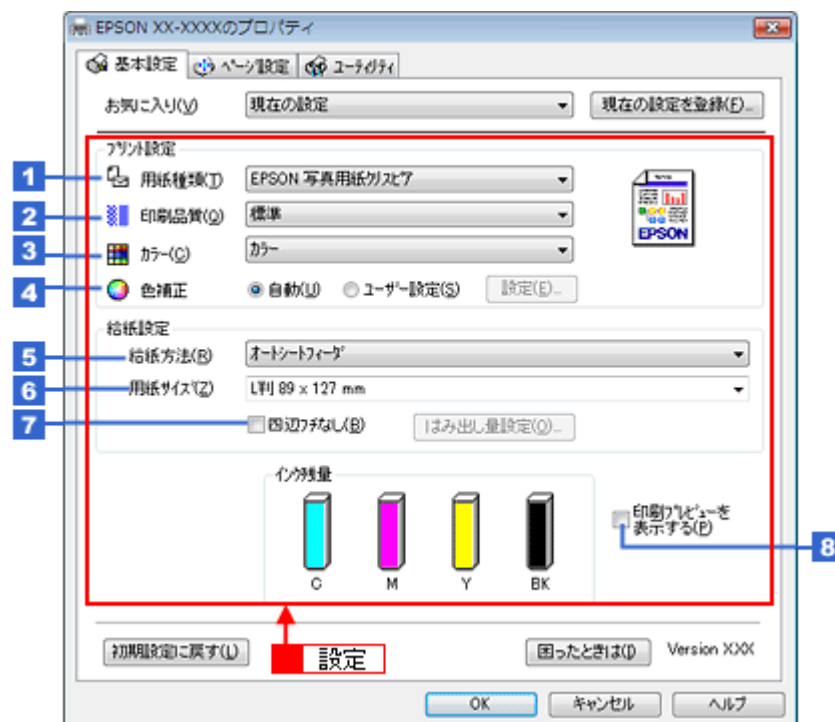 EPSON XX-XXXXのプロパティ
基本設定 ページ設定 ユーティリティ
お気に入り(V) 現在の設定 現在の設定を登録(F)...
プリント設定
1 用紙種類(T) EPSON 写真用紙クリスピア
2 印刷品質(Q) 標準
3 カラー(C) カラー
4 色補正 自動(U) ユーザー設定(S) 設定(E)...
EPSON
給紙設定
5 給紙方法(R) オートシートフィーダ
6 用紙サイズ(Z) L判 89 x 127 mm
7 四辺フチなし(B) はみ出し量設定(O)...
インク残量
C M Y BK
印刷プレビューを
表示する(P)
8
初期設定に戻す(L) 設定 困ったときは(I) Version X.XX
OK キャンセル ヘルプ